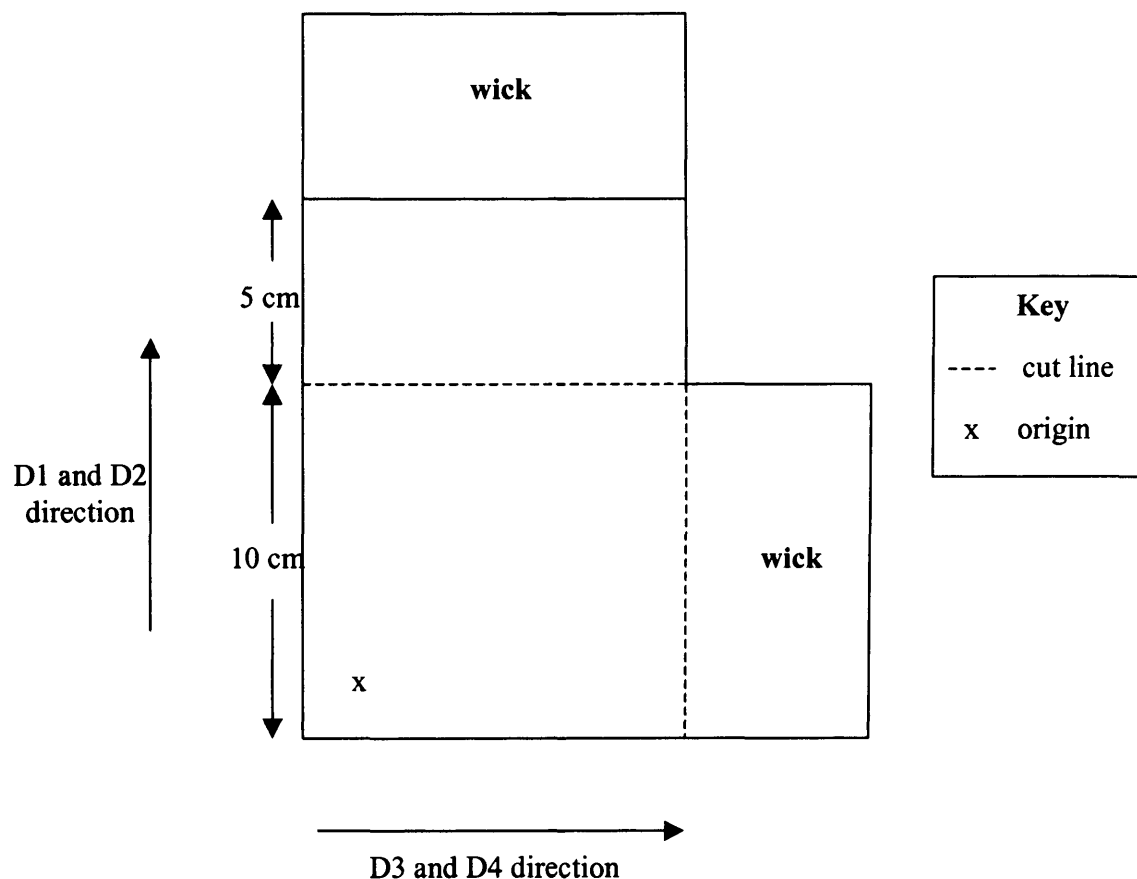 wick
5 cm
Key
---- cut line
x origin
D1 and D2
direction
10 cm
wick
x
D3 and D4 direction